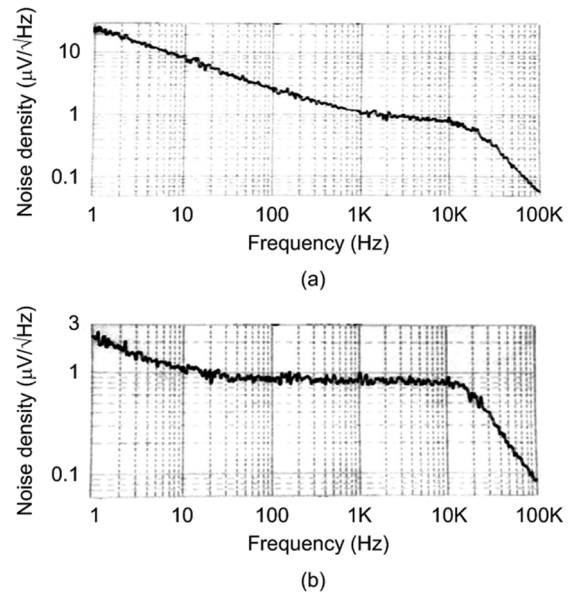 Noise density (μV/√Hz)
10
1
0.1
1 10 100 1K 10K 100K
Frequency (Hz)
(a)
Noise density (μV/√Hz)
3
1
0.1
1 10 100 1K 10K 100K
Frequency (Hz)
(b)